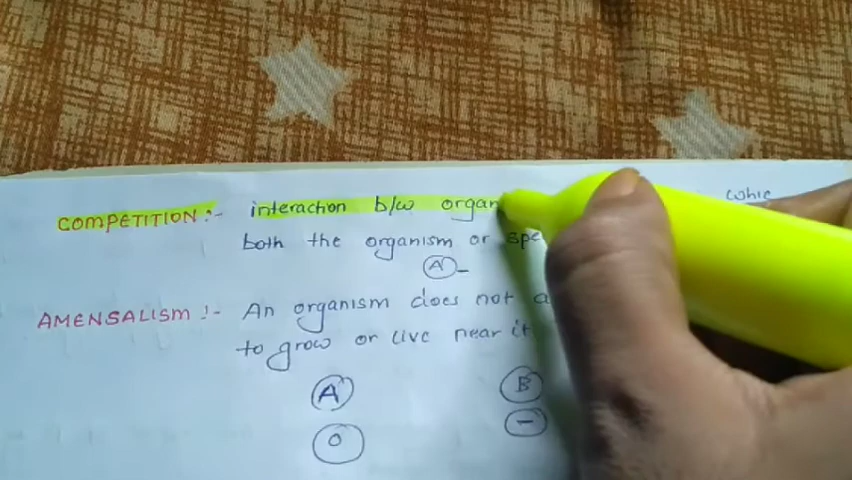 COMPETITION :- interaction b/w organ whic
both the organism or spe
A -
AMENSALISM :- An organism does not a
to grow or live near it
A B
0 -